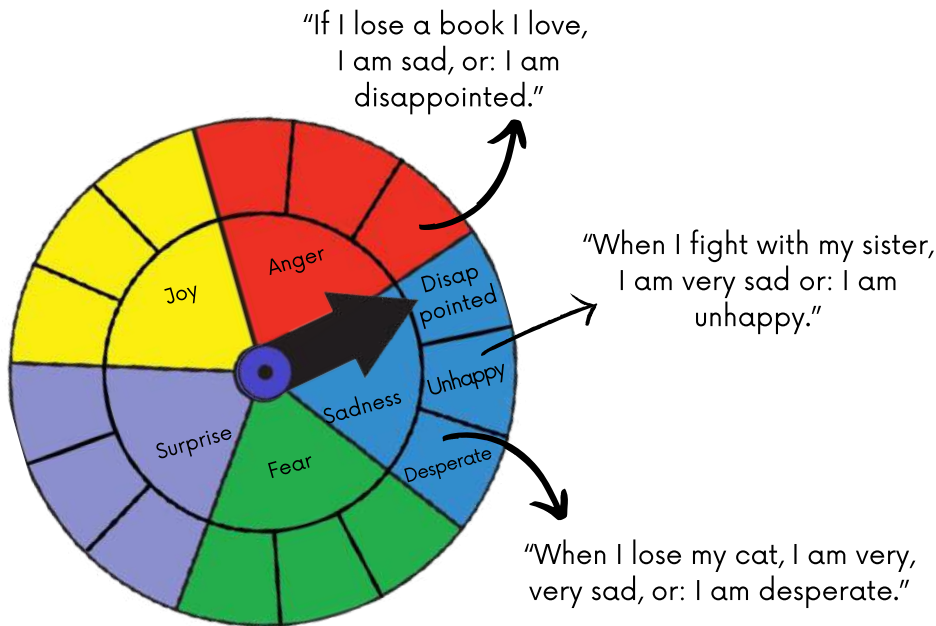 “If I lose a book I love,
I am sad, or: I am
disappointed.”
Anger
Joy
Disap
pointed
“When I fight with my sister,
I am very sad or: I am
unhappy.”
Unhappy
Sadness
Surprise
Fear
Desperate
“When I lose my cat, I am very,
very sad, or: I am desperate.”